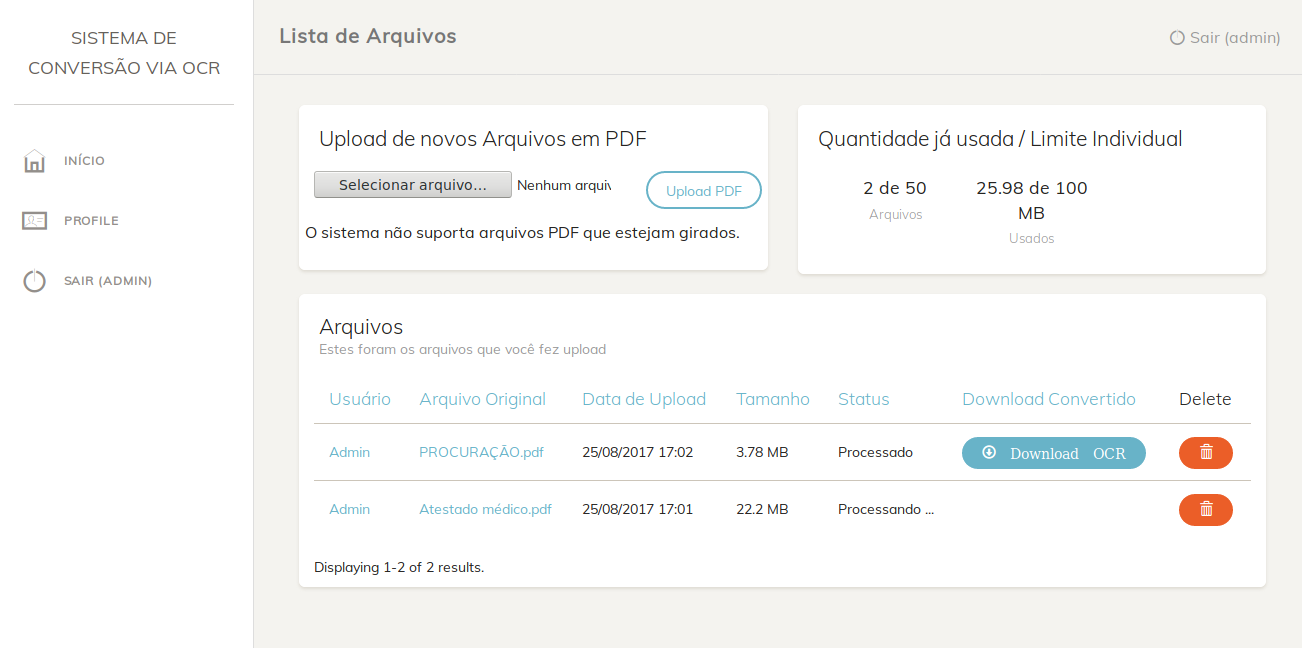 SISTEMA DE
CONVERSÃO VIA OCR
INÍCIO
PROFILE
SAIR (ADMIN)
Lista de Arquivos
Sair (admin)
Upload de novos Arquivos em PDF
Selecionar arquivo... Nenhum arquiv
Upload PDF
O sistema não suporta arquivos PDF que estejam girados.
Quantidade já usada / Limite Individual
2 de 50
Arquivos
25.98 de 100
MB
Usados
Arquivos
Estes foram os arquivos que você fez upload
Usuário Arquivo Original Data de Upload Tamanho Status Download Convertido Delete
Admin PROCURAÇÃO.pdf 25/08/2017 17:02 3.78 MB Processado Download OCR
Admin Atestado médico.pdf 25/08/2017 17:01 22.2 MB Processando ...
Displaying 1-2 of 2 results.